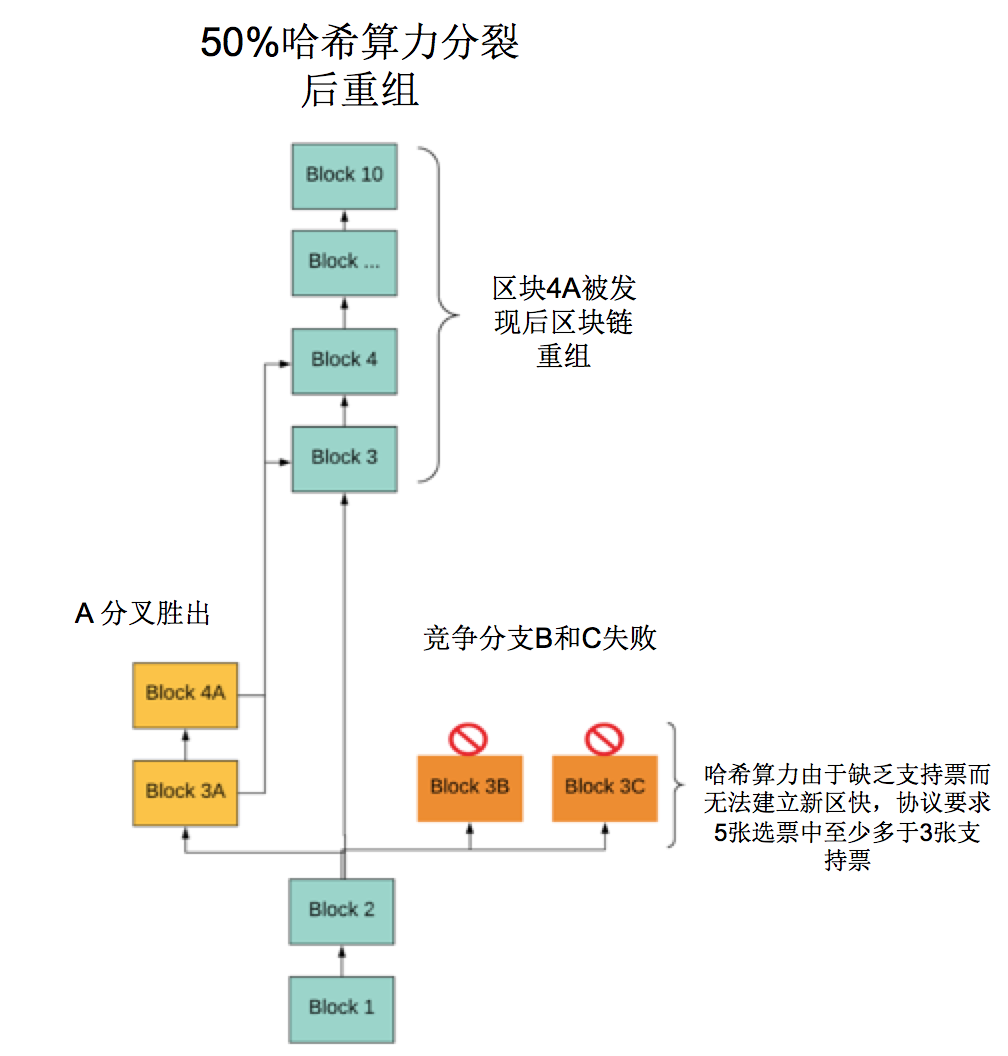 50%哈希算力分裂
后重组
Block 10
Block ...
区块4A被发
现后区块链
重组
Block 4
Block 3
A 分叉胜出
竞争分支B和C失败
Block 4A
Block 3A
Block 3B
Block 3C
哈希算力由于缺乏支持票而
无法建立新区快，协议要求
5张选票中至少多于3张支
持票
Block 2
Block 1